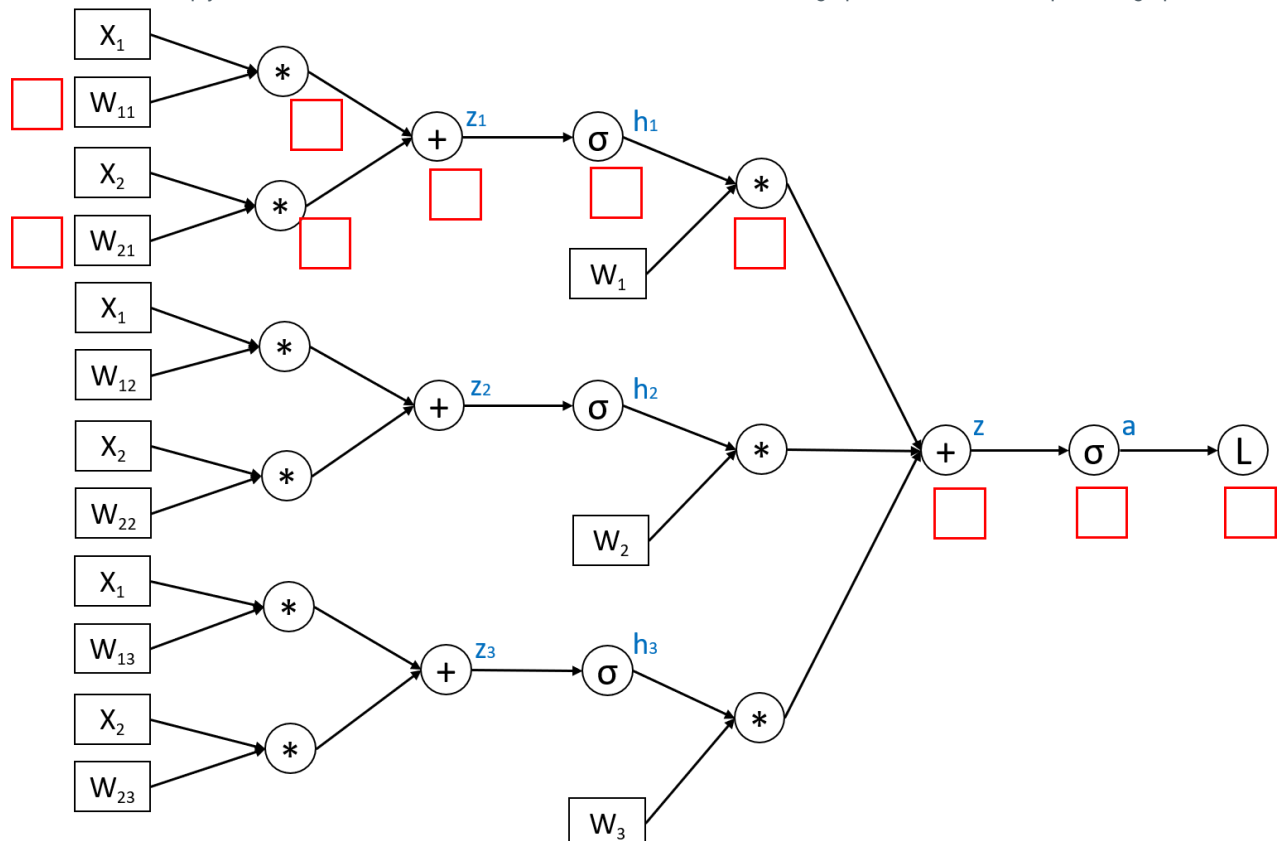 X1
*
W11
z1
h1
+
σ
X2
*
*
W21
W1
X1
*
W12
z2
h2
+
σ
z
a
X2
*
+
σ
L
*
W22
W2
X1
*
W13
z3
h3
+
σ
X2
*
*
W23
W3